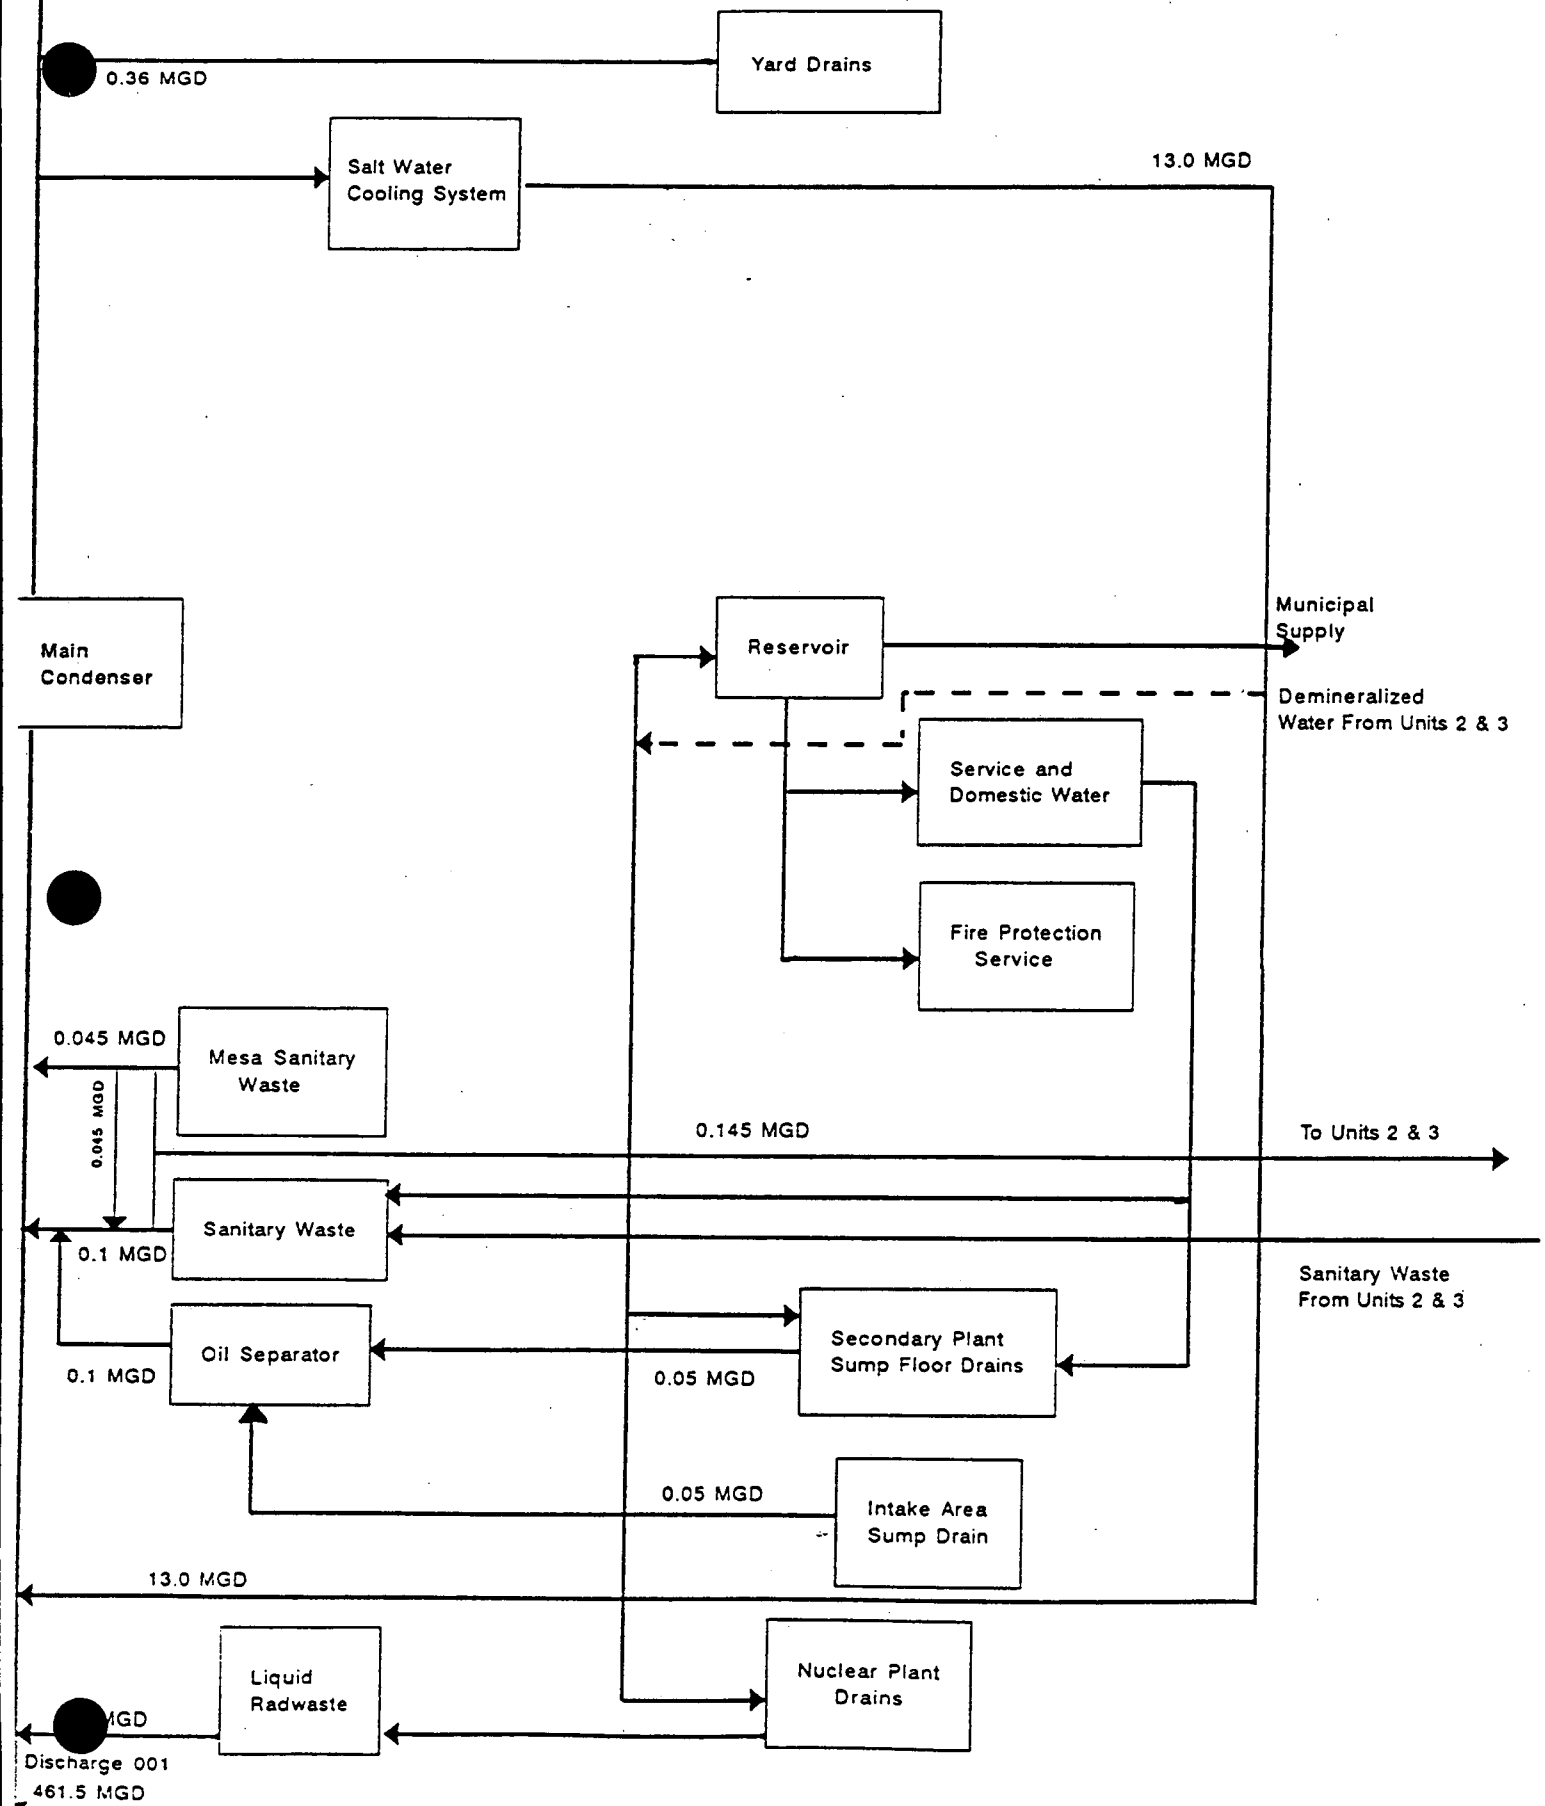 0.36 MGD
Yard Drains
Salt Water
Cooling System
13.0 MGD
Main
Condenser
Reservoir
Municipal
Supply
Demineralized
Water From Units 2 & 3
Service and
Domestic Water
Fire Protection
Service
0.045 MGD
Mesa Sanitary
Waste
0.045 MGD
0.145 MGD
To Units 2 & 3
Sanitary Waste
0.1 MGD
Sanitary Waste
From Units 2 & 3
Oil Separator
0.1 MGD
0.05 MGD
Secondary Plant
Sump Floor Drains
0.05 MGD
Intake Area
Sump Drain
13.0 MGD
Liquid
Radwaste
Nuclear Plant
Drains
MGD
Discharge 001
461.5 MGD